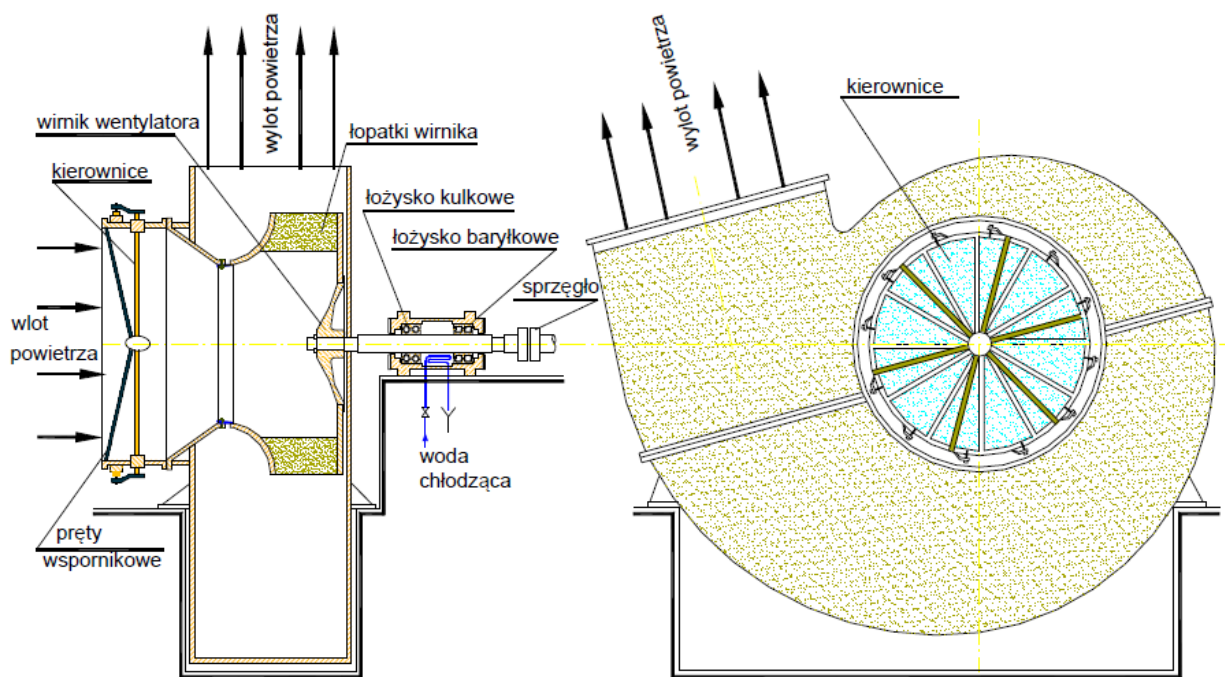 wylot powietrza
wirnik wentylatora
łopatki wirnika
kierownice
łożysko kulkowe
łożysko baryłkowe
sprzęgło
wlot
powietrza
woda
chłodząca
pręty
wspornikowe
wylot powietrza
kierownice